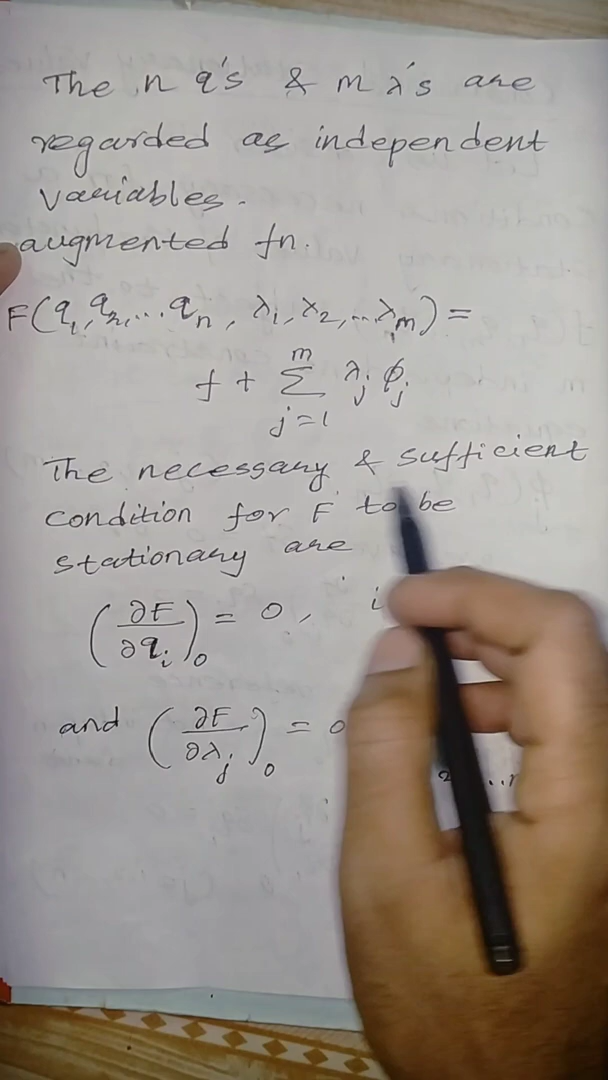 The n q's & m λ's are
regarded as independent
variables.
augmented fn.
F(q₁, q₂, ... qₙ, λ₁, λ₂, ... λₘ) =
f + Σ_{j=1}^{m} λⱼ ϕⱼ
The necessary & sufficient
condition for F to be
stationary are
(∂F/∂qᵢ)₀ = 0, i
and (∂F/∂λⱼ)₀ = 0